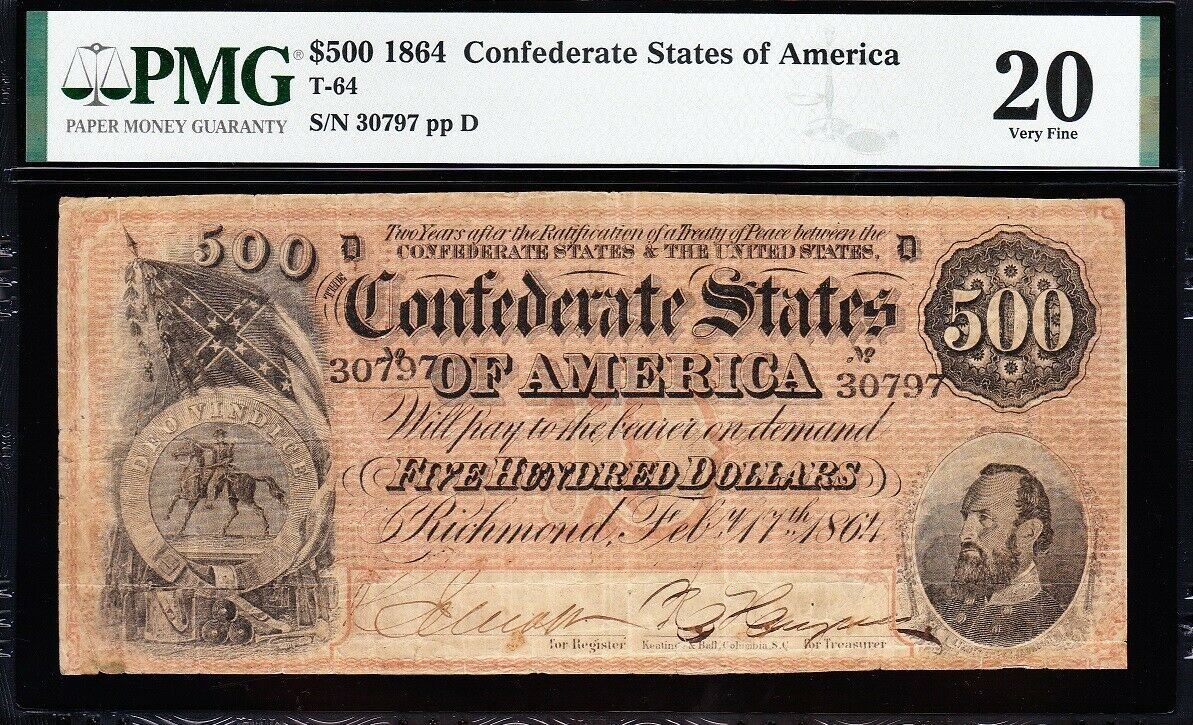 PMG®
PAPER MONEY GUARANTY
$500 1864 Confederate States of America
T-64
S/N 30797 pp D
20
Very Fine
500
D
Two Years after the Ratification of a Treaty of Peace between the
CONFEDERATE STATES & THE UNITED STATES,
D
THE
Confederate States
500
No 30797
OF AMERICA
No 30797
Will pay to the bearer on demand
DEO VINDICE
FIVE HUNDRED DOLLARS
Richmond, Feby. 17th 1864.
for Register
Keating & Ball, Columbia, S.C.
for Treasurer